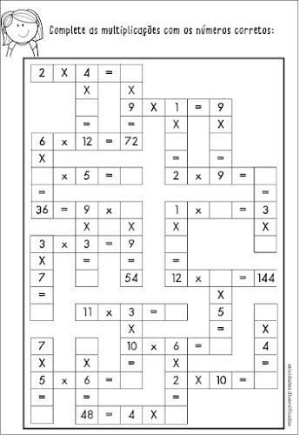 Complete as multiplicações com os números corretos:
2 X 4 =
X X
9 X 1 = 9
= = X X
6 x 12 = 72
X = =
x 5 = 2 x 9 =
= =
36 = 9 x 1 x = 3
X X X X
3 x 3 = 9
X = =
7 54 12 x = 144
= X
11 x 3 = 5
X = X
7 10 x 6 = 4
X X = X =
5 x 6 = 2 X 10 =
= =
48 = 4 X